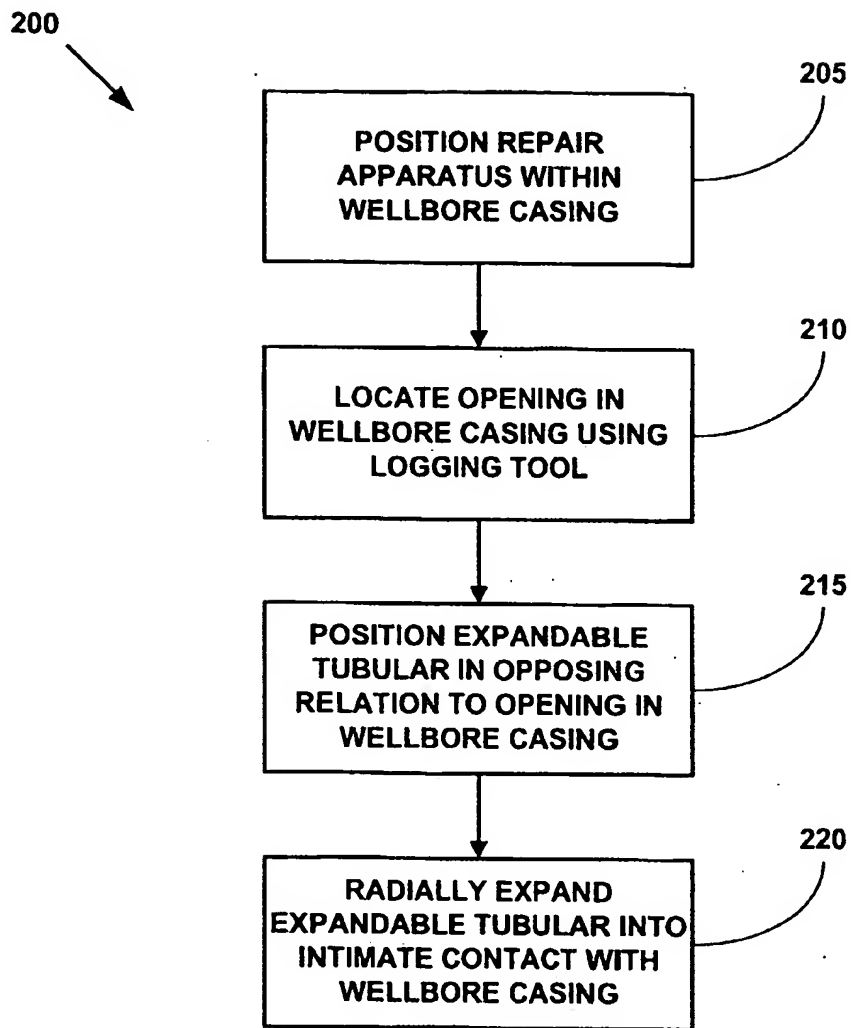 200
205
POSITION REPAIR
APPARATUS WITHIN
WELLBORE CASING
210
LOCATE OPENING IN
WELLBORE CASING USING
LOGGING TOOL
215
POSITION EXPANDABLE
TUBULAR IN OPPOSING
RELATION TO OPENING IN
WELLBORE CASING
220
RADIALLY EXPAND
EXPANDABLE TUBULAR INTO
INTIMATE CONTACT WITH
WELLBORE CASING